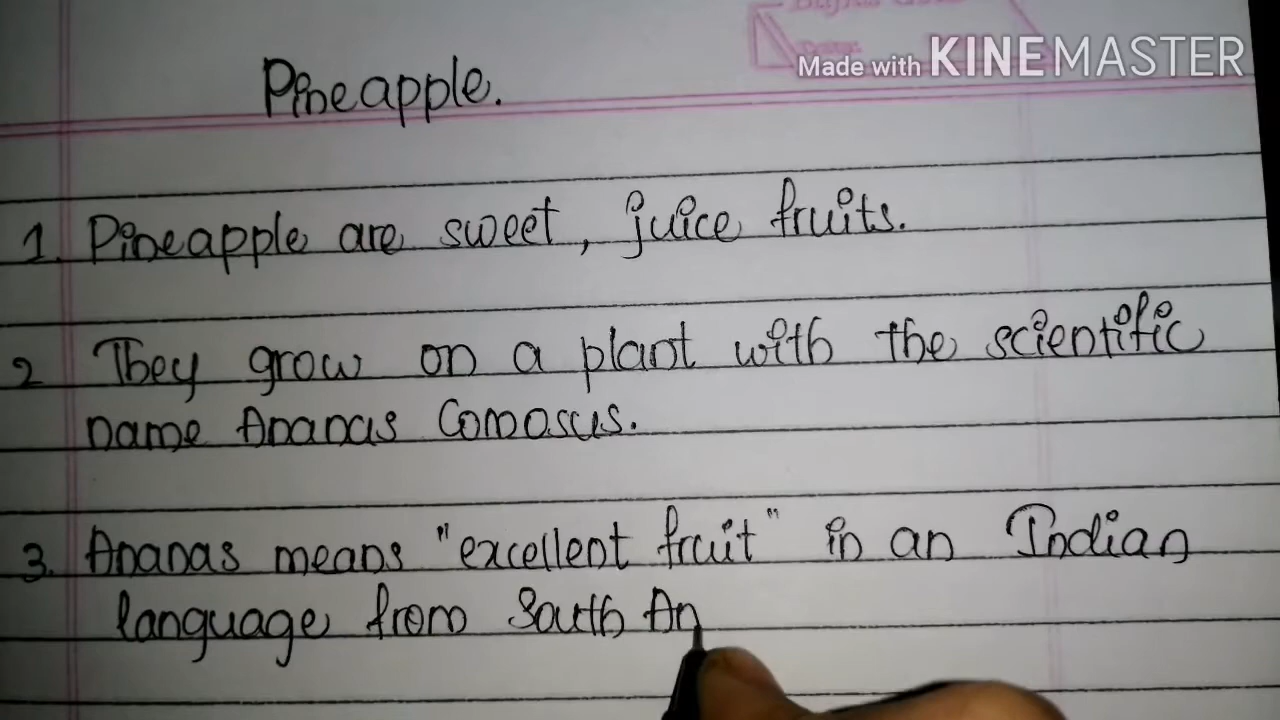 Made with KINEMASTER
Pineapple.
1. Pineapple are sweet, juice fruits.
2 They grow on a plant with the scientific
name Ananas Comosus.
3. Ananas means "excellent fruit" in an Indian
language from South Am